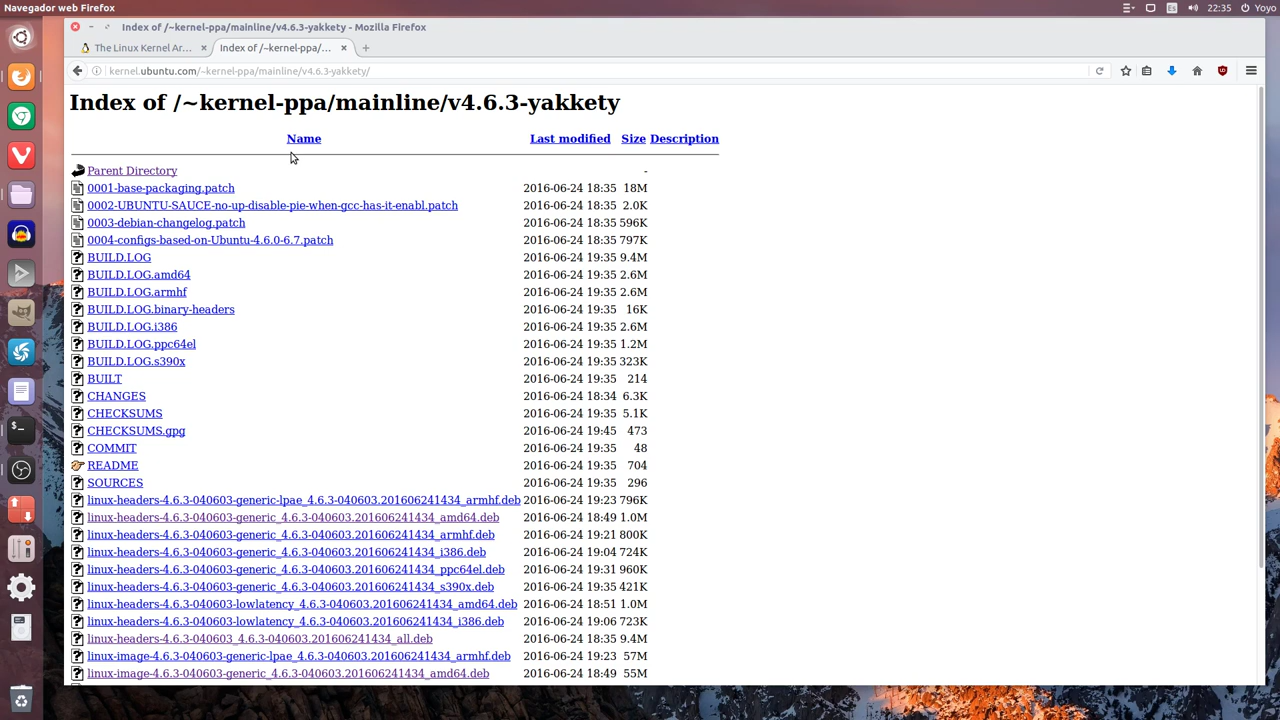 Navegador web Firefox
Es 22:35 Yoyo
Index of /~kernel-ppa/mainline/v4.6.3-yakkety - Mozilla Firefox
The Linux Kernel Ar... × Index of /~kernel-ppa/... ×
kernel.ubuntu.com/~kernel-ppa/mainline/v4.6.3-yakkety/
Index of /~kernel-ppa/mainline/v4.6.3-yakkety
Name Last modified Size Description
Parent Directory -
0001-base-packaging.patch 2016-06-24 18:35 18M
0002-UBUNTU-SAUCE-no-up-disable-pie-when-gcc-has-it-enabl.patch 2016-06-24 18:35 2.0K
0003-debian-changelog.patch 2016-06-24 18:35 596K
0004-configs-based-on-Ubuntu-4.6.0-6.7.patch 2016-06-24 18:35 797K
BUILD.LOG 2016-06-24 19:35 9.4M
BUILD.LOG.amd64 2016-06-24 19:35 2.6M
BUILD.LOG.armhf 2016-06-24 19:35 2.6M
BUILD.LOG.binary-headers 2016-06-24 19:35 16K
BUILD.LOG.i386 2016-06-24 19:35 2.6M
BUILD.LOG.ppc64el 2016-06-24 19:35 1.2M
BUILD.LOG.s390x 2016-06-24 19:35 323K
BUILT 2016-06-24 19:35 214
CHANGES 2016-06-24 18:34 6.3K
CHECKSUMS 2016-06-24 19:35 5.1K
CHECKSUMS.gpg 2016-06-24 19:45 473
COMMIT 2016-06-24 19:35 48
README 2016-06-24 19:35 704
SOURCES 2016-06-24 19:35 296
linux-headers-4.6.3-040603-generic-lpae_4.6.3-040603.201606241434_armhf.deb 2016-06-24 19:23 796K
linux-headers-4.6.3-040603-generic_4.6.3-040603.201606241434_amd64.deb 2016-06-24 18:49 1.0M
linux-headers-4.6.3-040603-generic_4.6.3-040603.201606241434_armhf.deb 2016-06-24 19:21 800K
linux-headers-4.6.3-040603-generic_4.6.3-040603.201606241434_i386.deb 2016-06-24 19:04 724K
linux-headers-4.6.3-040603-generic_4.6.3-040603.201606241434_ppc64el.deb 2016-06-24 19:31 960K
linux-headers-4.6.3-040603-generic_4.6.3-040603.201606241434_s390x.deb 2016-06-24 19:35 421K
linux-headers-4.6.3-040603-lowlatency_4.6.3-040603.201606241434_amd64.deb 2016-06-24 18:51 1.0M
linux-headers-4.6.3-040603-lowlatency_4.6.3-040603.201606241434_i386.deb 2016-06-24 19:06 723K
linux-headers-4.6.3-040603_4.6.3-040603.201606241434_all.deb 2016-06-24 18:35 9.4M
linux-image-4.6.3-040603-generic-lpae_4.6.3-040603.201606241434_armhf.deb 2016-06-24 19:23 57M
linux-image-4.6.3-040603-generic_4.6.3-040603.201606241434_amd64.deb 2016-06-24 18:49 55M